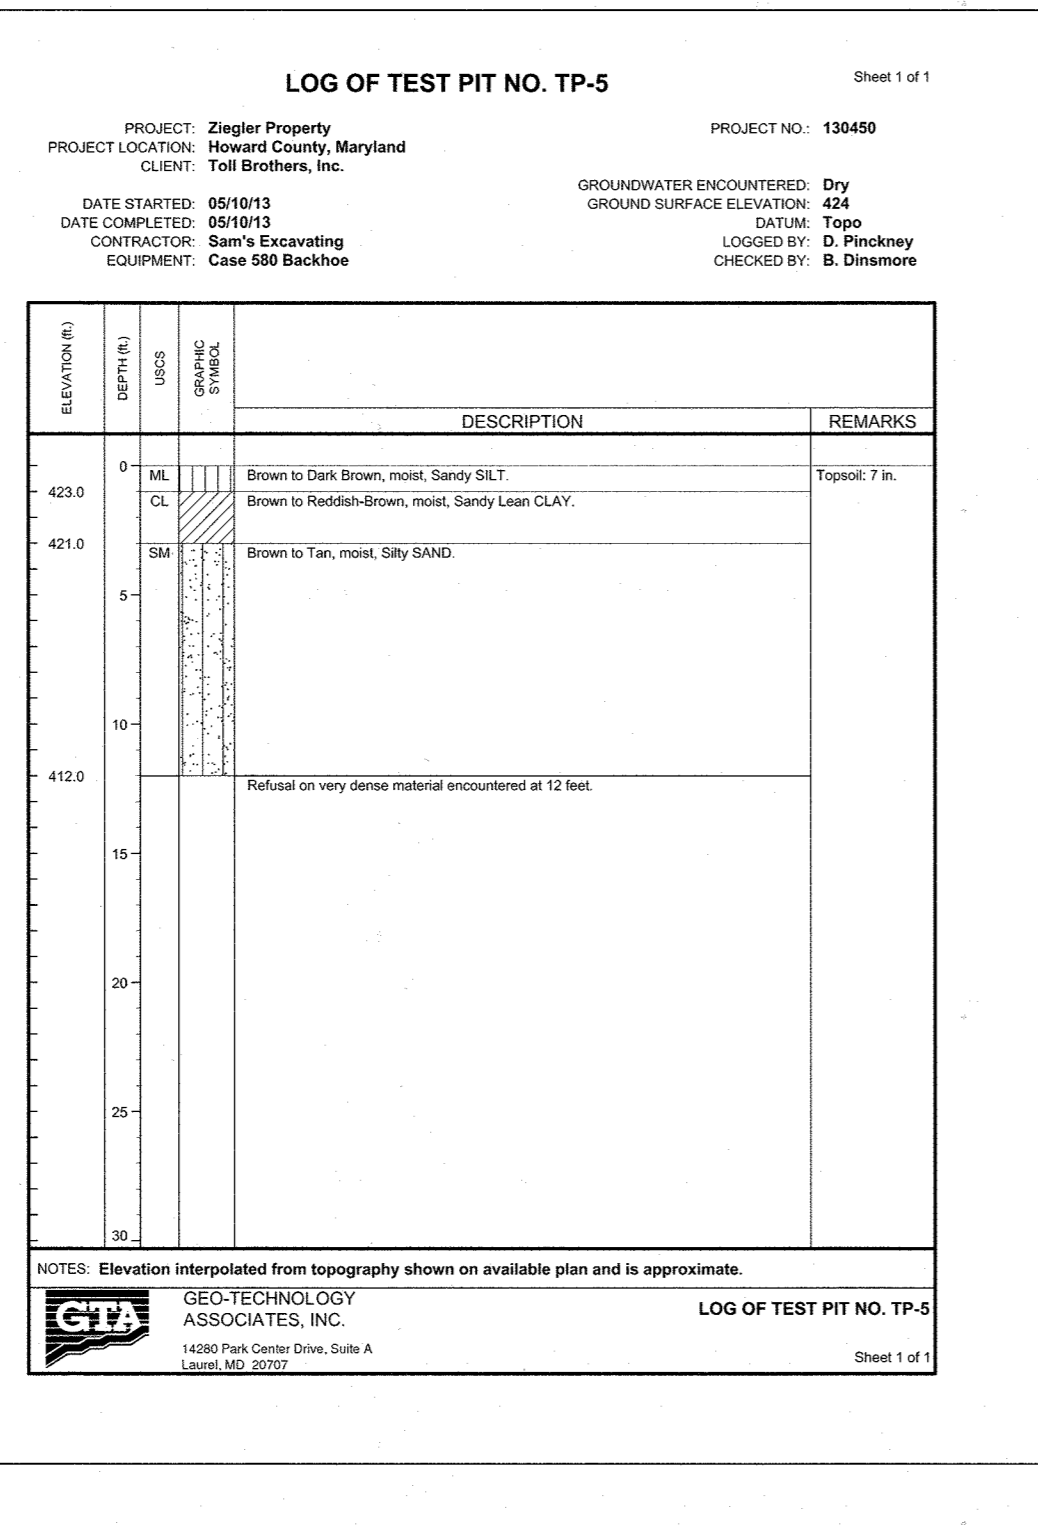 LOG OF TEST PIT NO. TP-5
Sheet 1 of 1
PROJECT: Ziegler Property
PROJECT LOCATION: Howard County, Maryland
CLIENT: Toll Brothers, Inc.
PROJECT NO.: 130450
DATE STARTED: 05/10/13
DATE COMPLETED: 05/10/13
CONTRACTOR: Sam's Excavating
EQUIPMENT: Case 580 Backhoe
GROUNDWATER ENCOUNTERED: Dry
GROUND SURFACE ELEVATION: 424
DATUM: Topo
LOGGED BY: D. Pinckney
CHECKED BY: B. Dinsmore
ELEVATION (ft.)
DEPTH (ft.)
USCS
GRAPHIC
SYMBOL
DESCRIPTION
REMARKS
0
ML
Brown to Dark Brown, moist, Sandy SILT.
Topsoil: 7 in.
423.0
CL
Brown to Reddish-Brown, moist, Sandy Lean CLAY.
421.0
SM
Brown to Tan, moist, Silty SAND.
5
10
412.0
Refusal on very dense material encountered at 12 feet.
15
20
25
30
NOTES: Elevation interpolated from topography shown on available plan and is approximate.
GTA
GEO-TECHNOLOGY
ASSOCIATES, INC.
14280 Park Center Drive, Suite A
Laurel, MD 20707
LOG OF TEST PIT NO. TP-5
Sheet 1 of 1